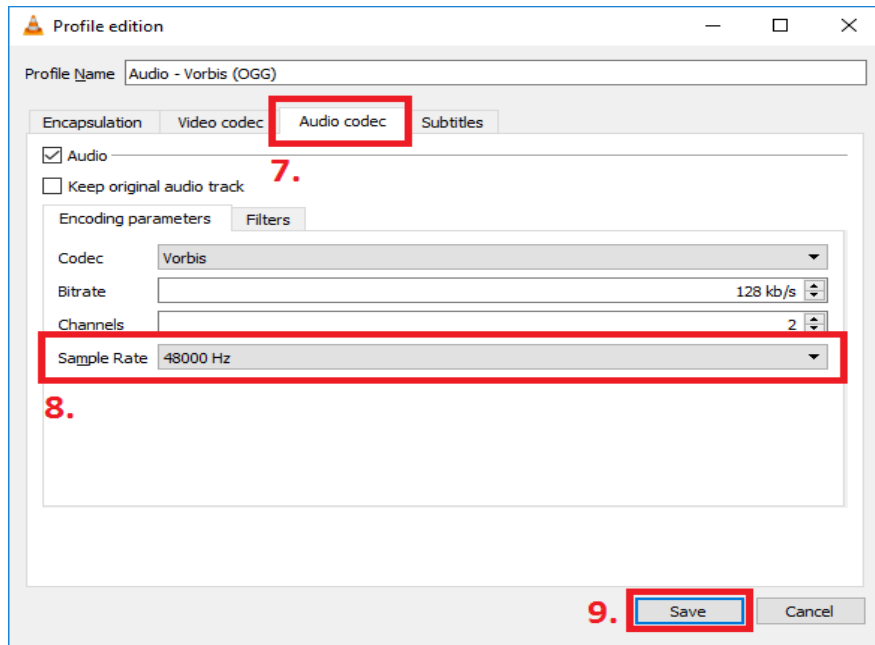 Profile edition
Profile Name Audio - Vorbis (OGG)
Encapsulation Video codec Audio codec Subtitles
Audio
7.
Keep original audio track
Encoding parameters Filters
Codec Vorbis
Bitrate 128 kb/s
Channels 2
Sample Rate 48000 Hz
8.
9. Save Cancel